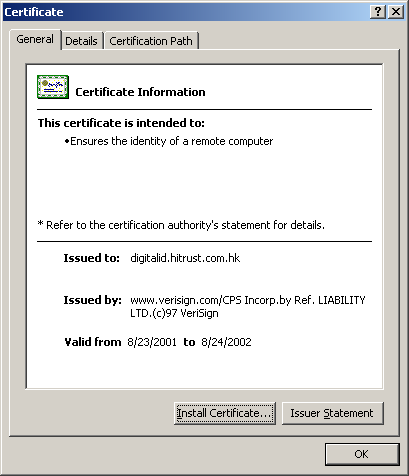 Certificate
General Details Certification Path
Certificate Information
This certificate is intended to:
•Ensures the identity of a remote computer
* Refer to the certification authority's statement for details.
Issued to: digitalid.hitrust.com.hk
Issued by: www.verisign.com/CPS Incorp.by Ref. LIABILITY
LTD.(c)97 VeriSign
Valid from 8/23/2001 to 8/24/2002
Install Certificate... Issuer Statement
OK